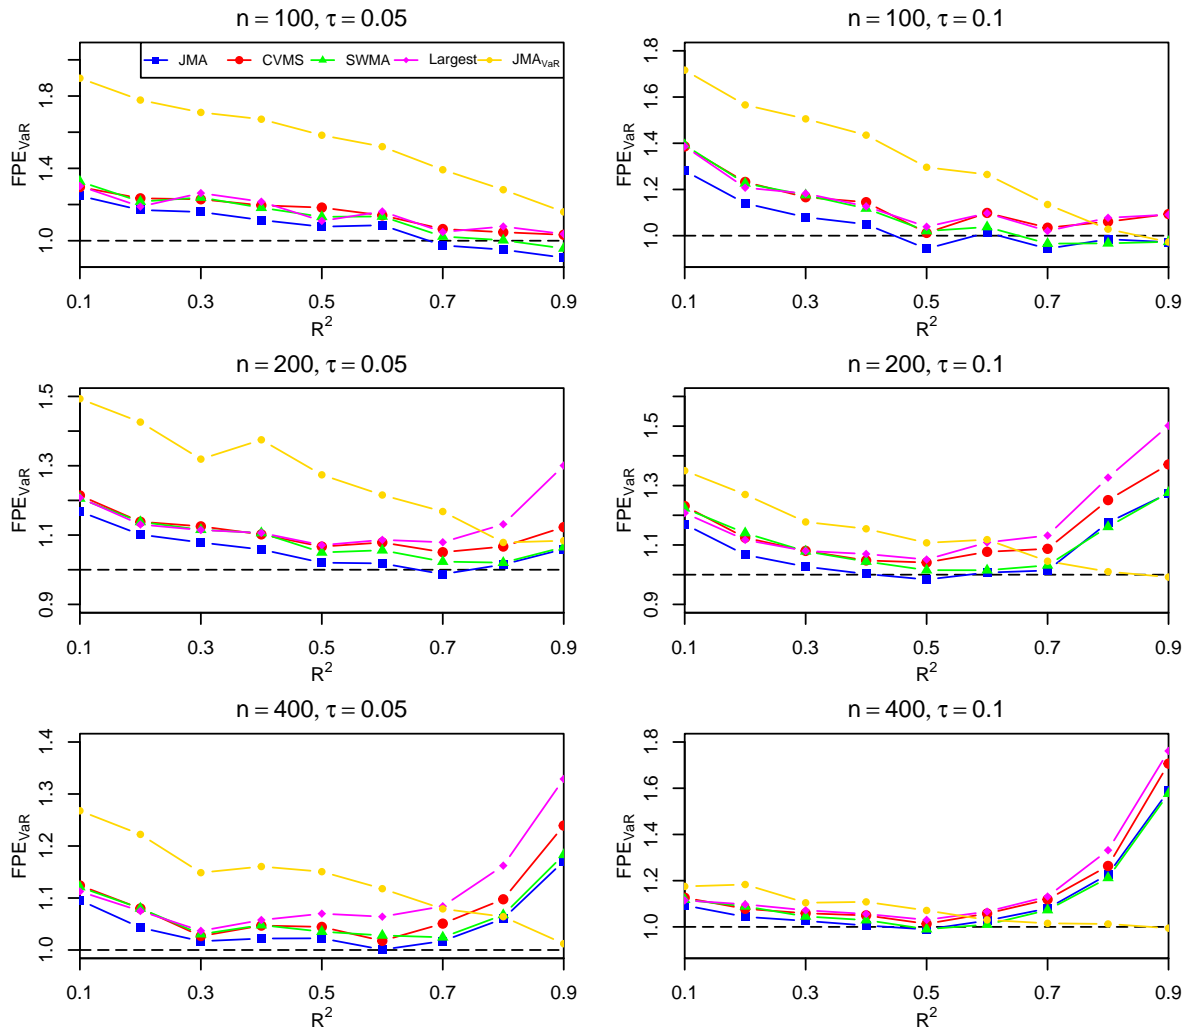 n = 100, τ = 0.05
FPE_VaR
1.0 1.4 1.8
JMA CVMS SWMA Largest JMA_VaR
0.1 0.3 0.5 0.7 0.9
R^2
n = 100, τ = 0.1
FPE_VaR
1.0 1.2 1.4 1.6 1.8
0.1 0.3 0.5 0.7 0.9
R^2
n = 200, τ = 0.05
FPE_VaR
0.9 1.1 1.3 1.5
0.1 0.3 0.5 0.7 0.9
R^2
n = 200, τ = 0.1
FPE_VaR
0.9 1.1 1.3 1.5
0.1 0.3 0.5 0.7 0.9
R^2
n = 400, τ = 0.05
FPE_VaR
1.0 1.1 1.2 1.3 1.4
0.1 0.3 0.5 0.7 0.9
R^2
n = 400, τ = 0.1
FPE_VaR
1.0 1.2 1.4 1.6 1.8
0.1 0.3 0.5 0.7 0.9
R^2